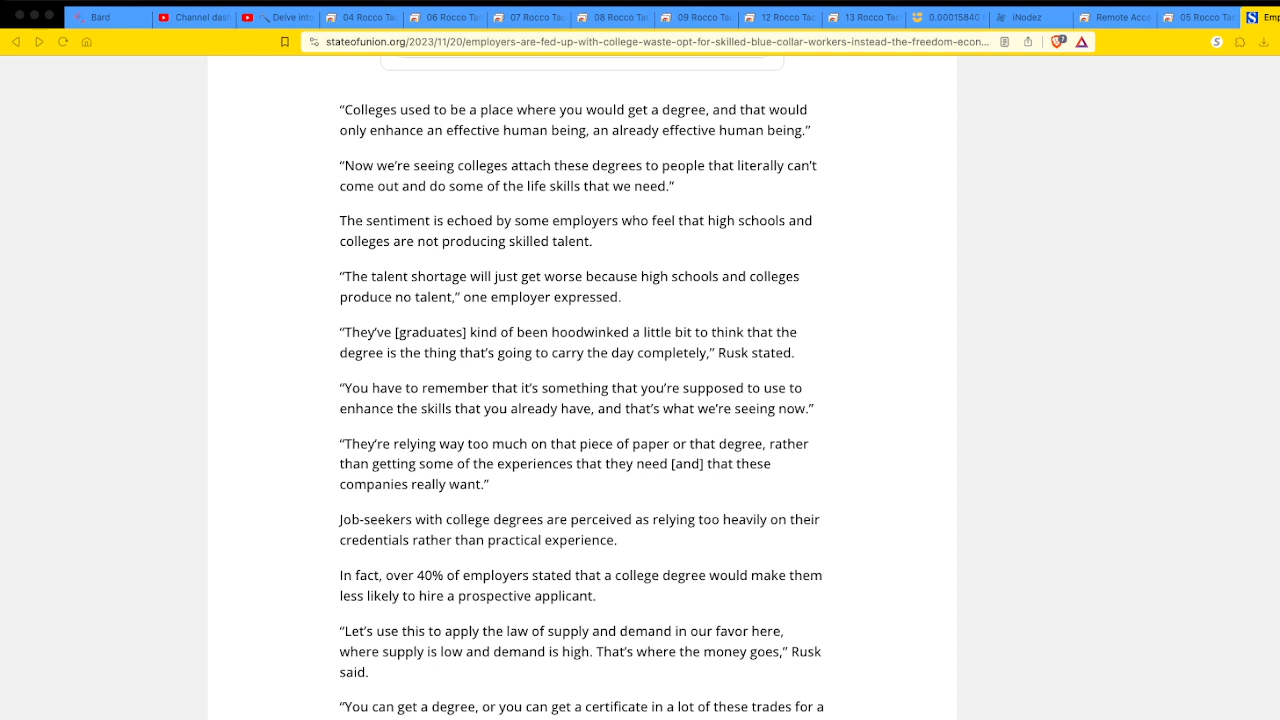 Bard
Channel dash
Delve into
04 Rocco Tac
06 Rocco Tac
07 Rocco Tac
08 Rocco Tac
09 Rocco Tac
12 Rocco Tac
13 Rocco Tac
0.00015840
iNodez
Remote Acce
05 Rocco Tac
Emp
stateofunion.org/2023/11/20/employers-are-fed-up-with-college-waste-opt-for-skilled-blue-collar-workers-instead-the-freedom-econ...
“Colleges used to be a place where you would get a degree, and that would
only enhance an effective human being, an already effective human being.”
“Now we’re seeing colleges attach these degrees to people that literally can’t
come out and do some of the life skills that we need.”
The sentiment is echoed by some employers who feel that high schools and
colleges are not producing skilled talent.
“The talent shortage will just get worse because high schools and colleges
produce no talent,” one employer expressed.
“They’ve [graduates] kind of been hoodwinked a little bit to think that the
degree is the thing that’s going to carry the day completely,” Rusk stated.
“You have to remember that it’s something that you’re supposed to use to
enhance the skills that you already have, and that’s what we’re seeing now.”
“They’re relying way too much on that piece of paper or that degree, rather
than getting some of the experiences that they need [and] that these
companies really want.”
Job-seekers with college degrees are perceived as relying too heavily on their
credentials rather than practical experience.
In fact, over 40% of employers stated that a college degree would make them
less likely to hire a prospective applicant.
“Let’s use this to apply the law of supply and demand in our favor here,
where supply is low and demand is high. That’s where the money goes,” Rusk
said.
“You can get a degree, or you can get a certificate in a lot of these trades for a